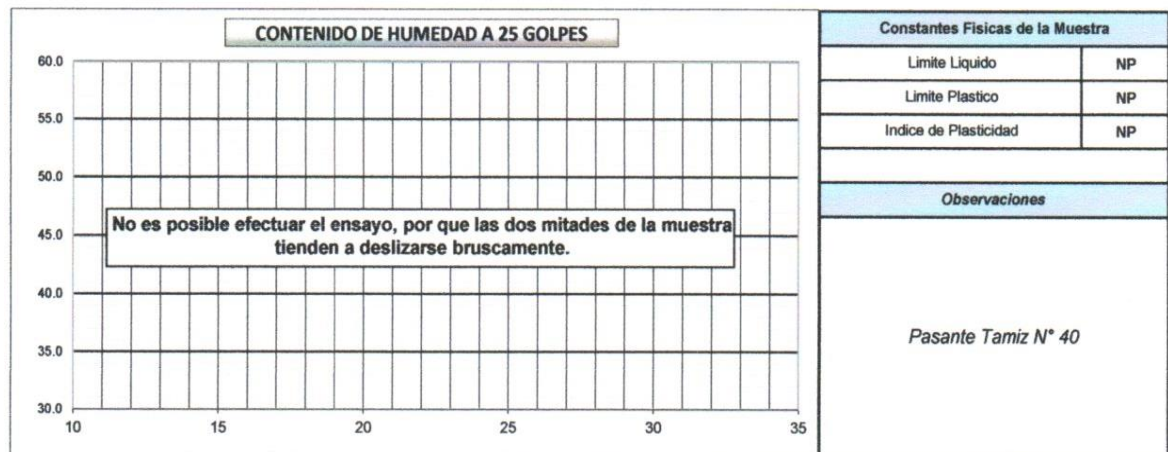 CONTENIDO DE HUMEDAD A 25 GOLPES
60.0
55.0
50.0
45.0
40.0
35.0
30.0
10 15 20 25 30 35
No es posible efectuar el ensayo, por que las dos mitades de la muestra
tienden a deslizarse bruscamente.
Constantes Fisicas de la Muestra
Limite Liquido NP
Limite Plastico NP
Indice de Plasticidad NP
Observaciones
Pasante Tamiz N° 40